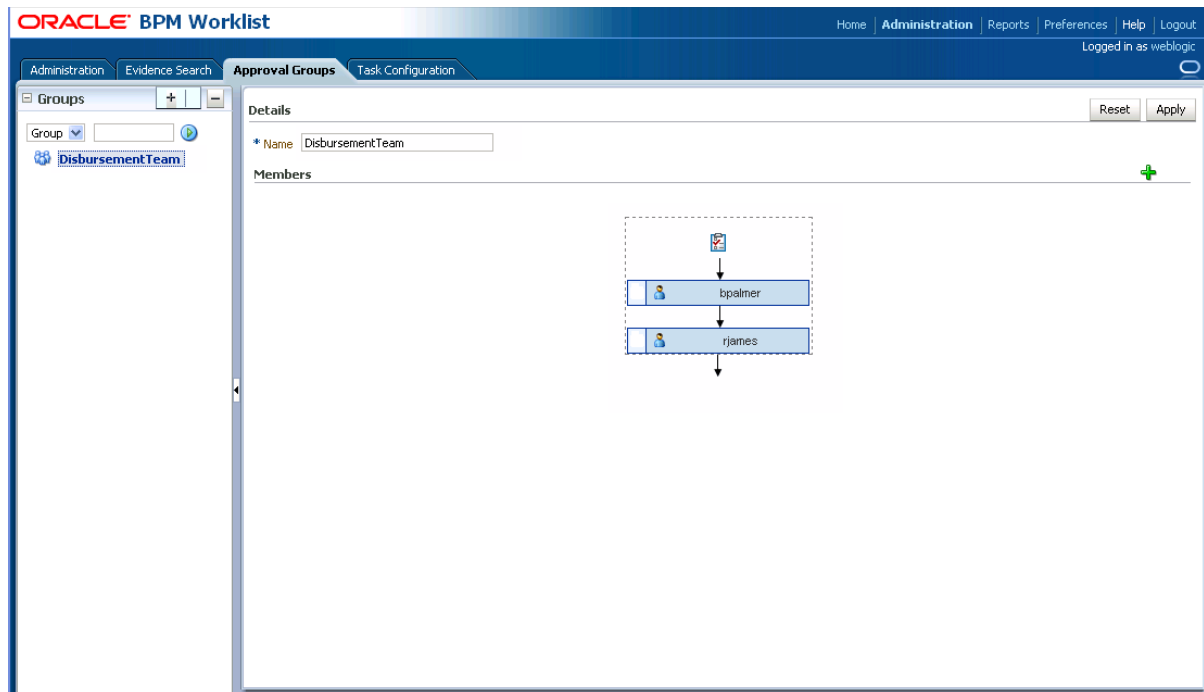 ORACLE BPM Worklist
Home Administration Reports Preferences Help Logout
Logged in as weblogic
Administration Evidence Search Approval Groups Task Configuration
Groups
Group
DisbursementTeam
Details
Reset Apply
* Name DisbursementTeam
Members
bpalmer
rjames